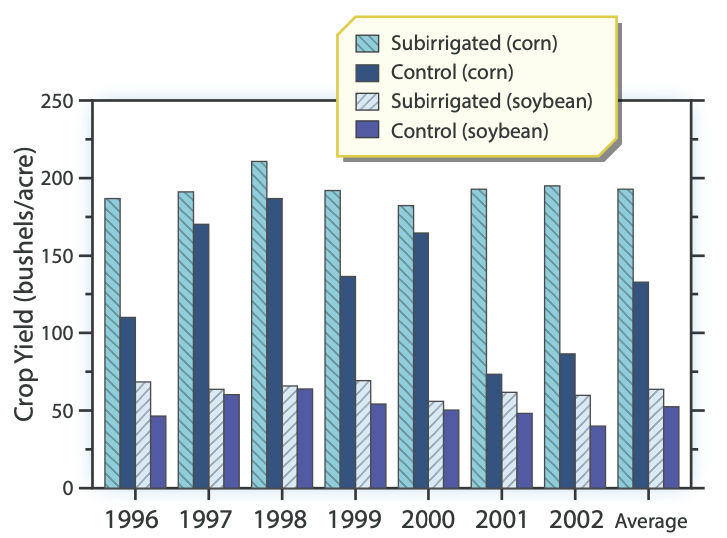 Subirrigated (corn)
Control (corn)
Subirrigated (soybean)
Control (soybean)
Crop Yield (bushels/acre)
250
200
150
100
50
0
1996 1997 1998 1999 2000 2001 2002 Average